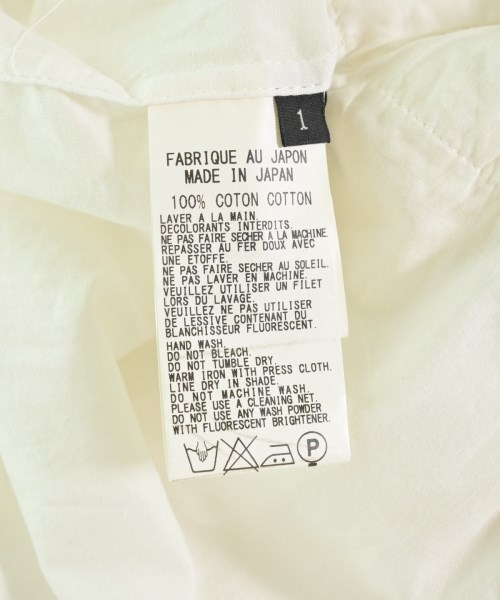 1
FABRIQUE AU JAPON
MADE IN JAPAN
100% COTON COTTON
LAVER A LA MAIN.
DECOLORANTS INTERDITS.
NE PAS FAIRE SECHER A LA MACHINE.
REPASSER AU FER DOUX AVEC
UNE ETOFFE.
NE PAS FAIRE SECHER AU SOLEIL.
NE PAS LAVER EN MACHINE.
VEUILLEZ UTILISER UN FILET
LORS DU LAVAGE.
VEUILLEZ NE PAS UTILISER
DE LESSIVE CONTENANT DU
BLANCHISSEUR FLUORESCENT.
HAND WASH.
DO NOT BLEACH.
DO NOT TUMBLE DRY.
WARM IRON WITH PRESS CLOTH.
LINE DRY IN SHADE.
DO NOT MACHINE WASH.
PLEASE USE A CLEANING NET.
DO NOT USE ANY WASH POWDER
WITH FLUORESCENT BRIGHTENER.
P